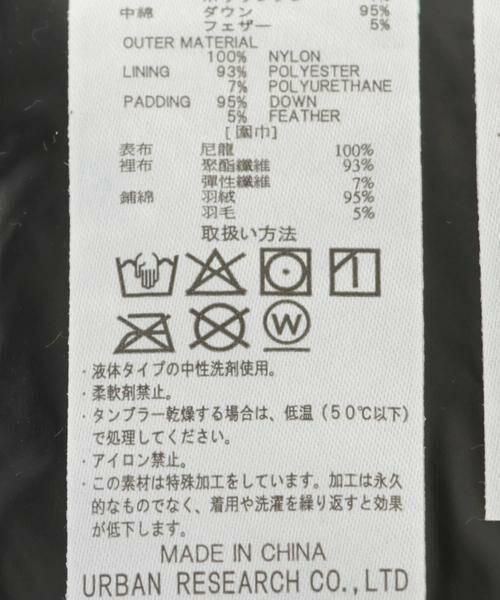 中綿 ダウン 95%
フェザー 5%
OUTER MATERIAL
100% NYLON
LINING 93% POLYESTER
7% POLYURETHANE
PADDING 95% DOWN
5% FEATHER
[圍巾]
表布 尼龍 100%
裡布 聚酯纖維 93%
彈性纖維 7%
鋪綿 羽絨 95%
羽毛 5%
取扱い方法
W
・液体タイプの中性洗剤使用。
・柔軟剤禁止。
・タンブラー乾燥する場合は、低温(50℃以下)
で処理してください。
・アイロン禁止。
・この素材は特殊加工をしています。加工は永久
的なものでなく、着用や洗濯を繰り返すと効果
が低下します。
MADE IN CHINA
URBAN RESEARCH CO.,LTD